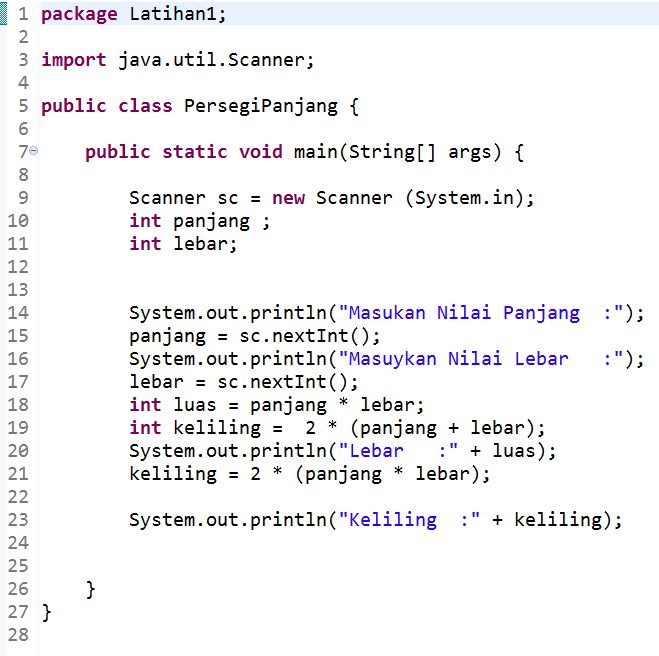 1 package Latihan1;
2
3 import java.util.Scanner;
4
5 public class PersegiPanjang {
6
7 public static void main(String[] args) {
8
9 Scanner sc = new Scanner (System.in);
10 int panjang ;
11 int lebar;
12
13
14 System.out.println("Masukan Nilai Panjang  :");
15 panjang = sc.nextInt();
16 System.out.println("Masuykan Nilai Lebar   :");
17 lebar = sc.nextInt();
18 int luas = panjang * lebar;
19 int keliling =  2 * (panjang + lebar);
20 System.out.println("Lebar   :" + luas);
21 keliling = 2 * (panjang * lebar);
22
23 System.out.println("Keliling  :" + keliling);
24
25
26 }
27 }
28